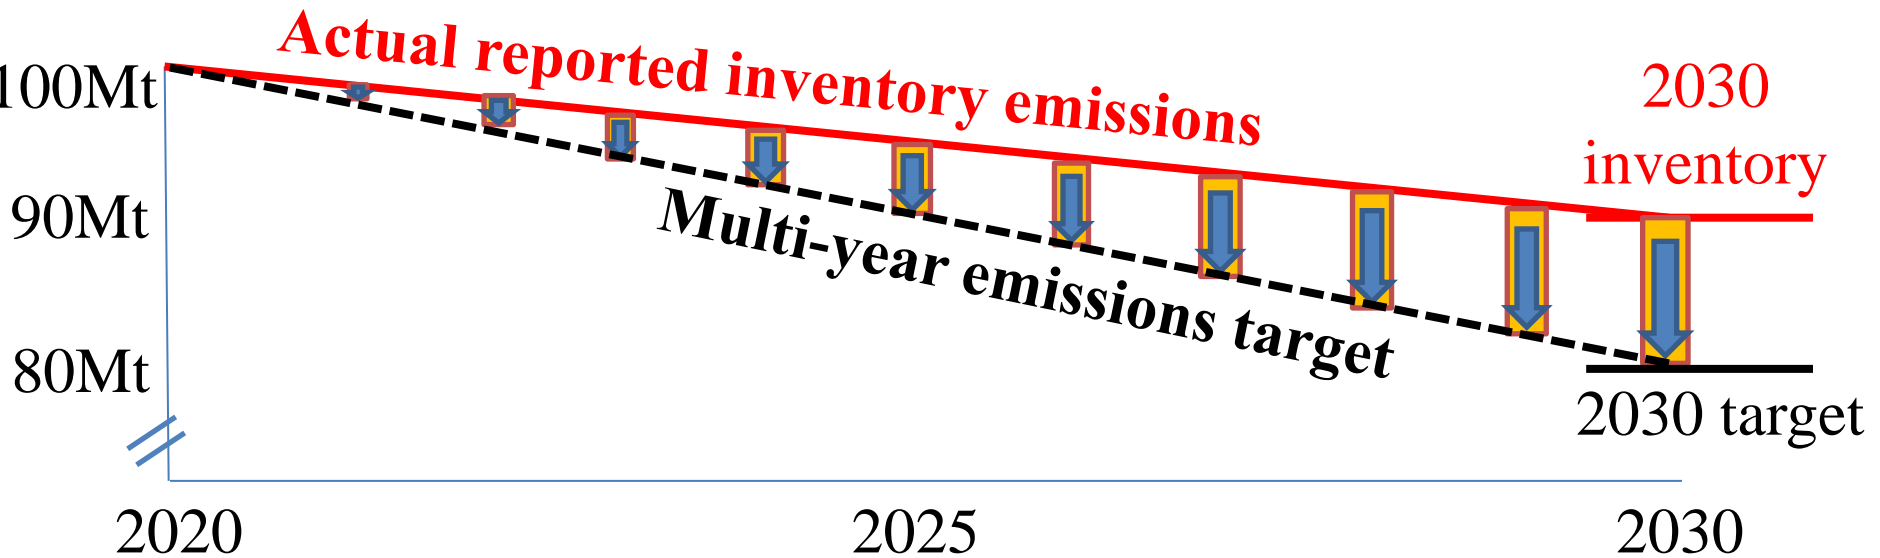 Actual reported inventory emissions
100Mt
2030
inventory
90Mt
Multi-year emissions target
80Mt
2030 target
2020
2025
2030